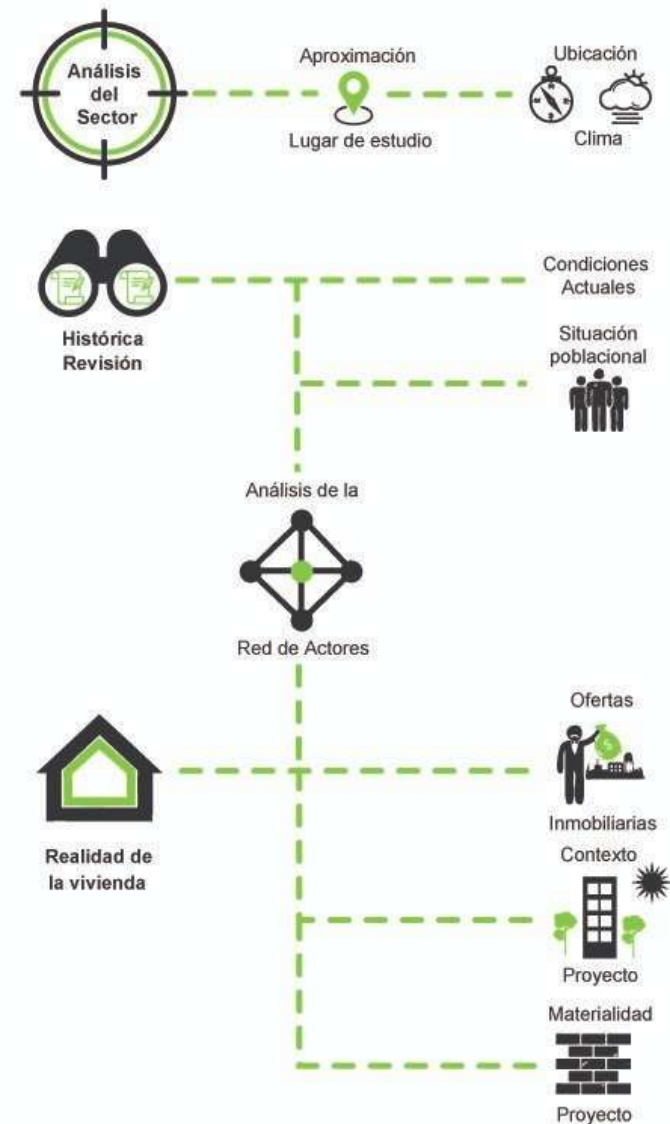 Análisis
del
Sector
Aproximación
Lugar de estudio
Ubicación
Clima
Histórica
Revisión
Condiciones
Actuales
Situación
poblacional
Análisis de la
Red de Actores
Realidad de
la vivienda
Ofertas
$
Inmobiliarias
Contexto
Proyecto
Materialidad
Proyecto